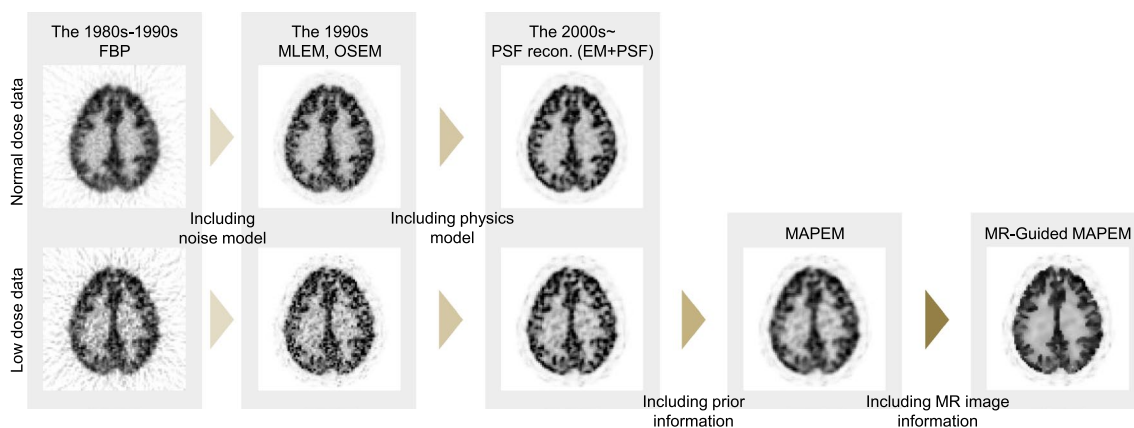 The 1980s-1990s
FBP
The 1990s
MLEM, OSEM
The 2000s~
PSF recon. (EM+PSF)
Normal dose data
Including
noise model
Including physics
model
MAPEM
MR-Guided MAPEM
Low dose data
Including prior
information
Including MR image
information